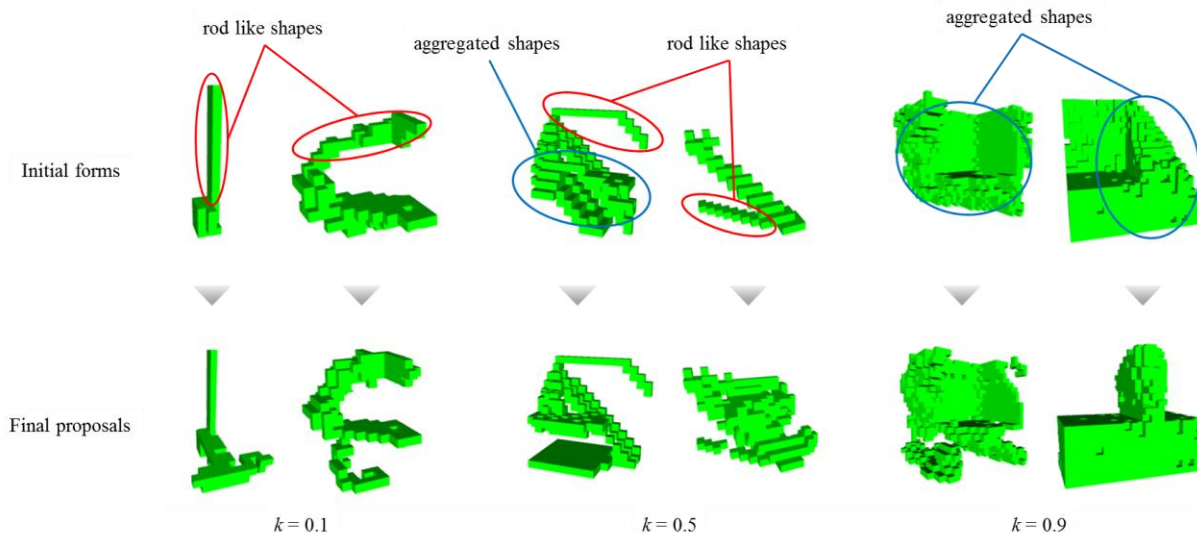 rod like shapes
aggregated shapes
rod like shapes
aggregated shapes
Initial forms
Final proposals
k = 0.1
k = 0.5
k = 0.9